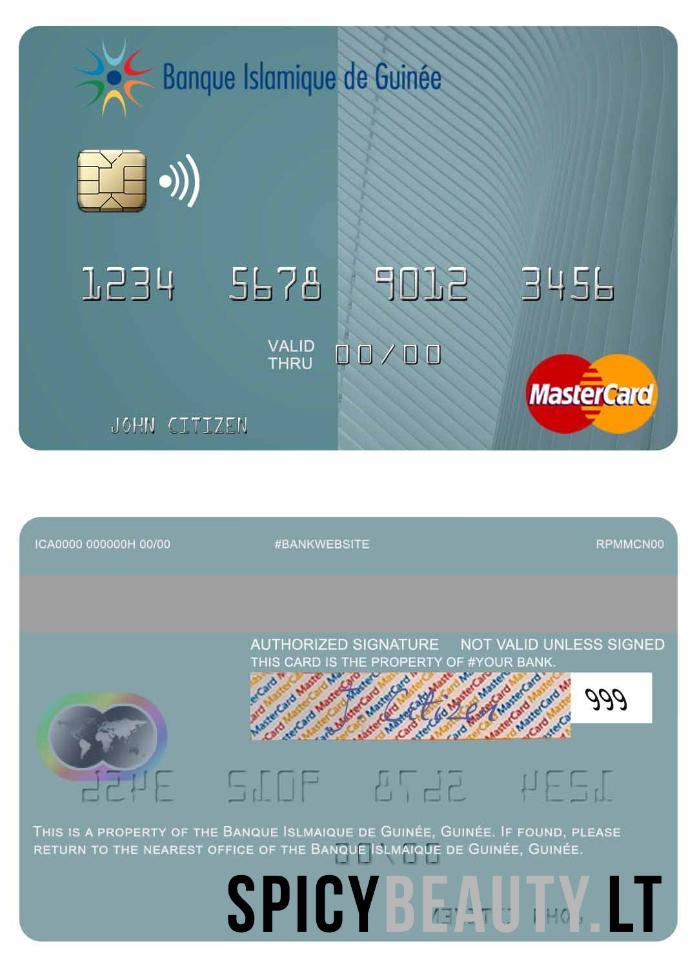 Banque Islamique de Guinée
1234 5678 9012 3456
VALID THRU 00/00
MasterCard
JOHN CITIZEN
ICA0000 000000H 00/00 #BANKWEBSITE RPMMCN00
AUTHORIZED SIGNATURE NOT VALID UNLESS SIGNED
THIS CARD IS THE PROPERTY OF #YOUR BANK.
J. Citizen 999
THIS IS A PROPERTY OF THE BANQUE ISLMAIQUE DE GUINÉE, GUINÉE. IF FOUND, PLEASE
RETURN TO THE NEAREST OFFICE OF THE BANQUE ISLMAIQUE DE GUINÉE, GUINÉE.
SPICYBEAUTY.LT